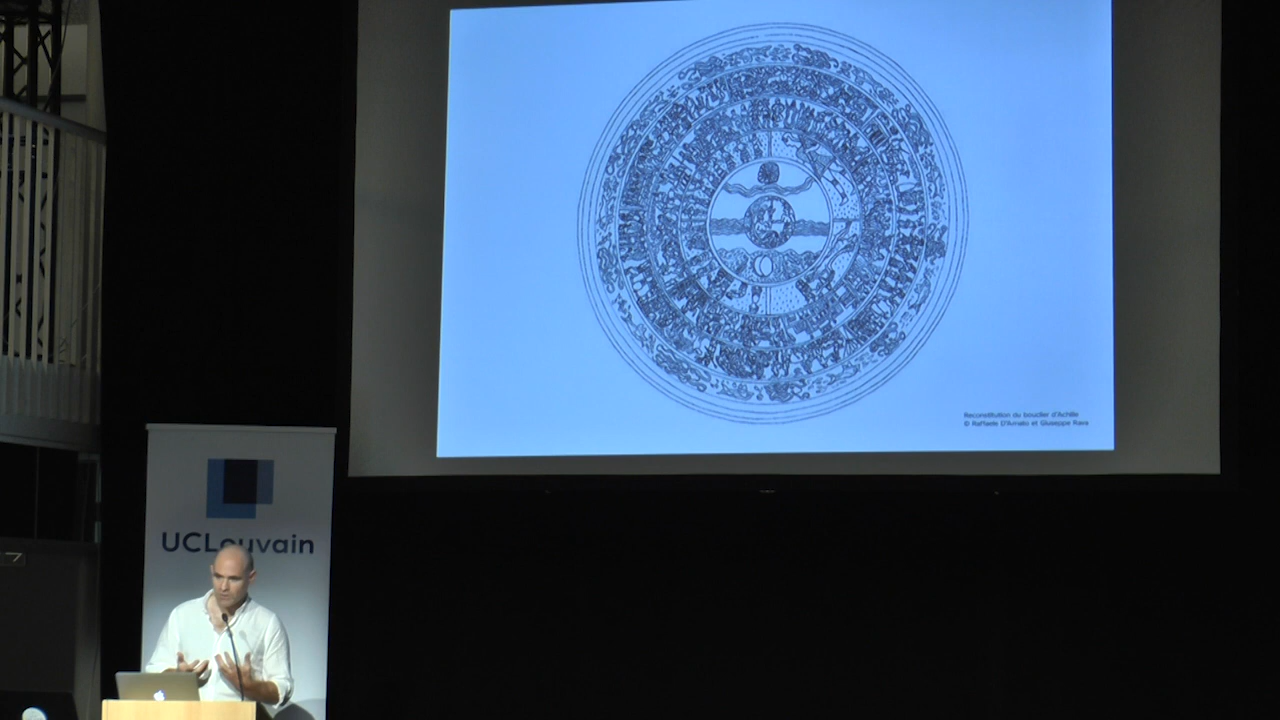 Reconstitution du bouclier d'Achille
© Raffaele D'Amato et Giuseppe Rava
UCLouvain